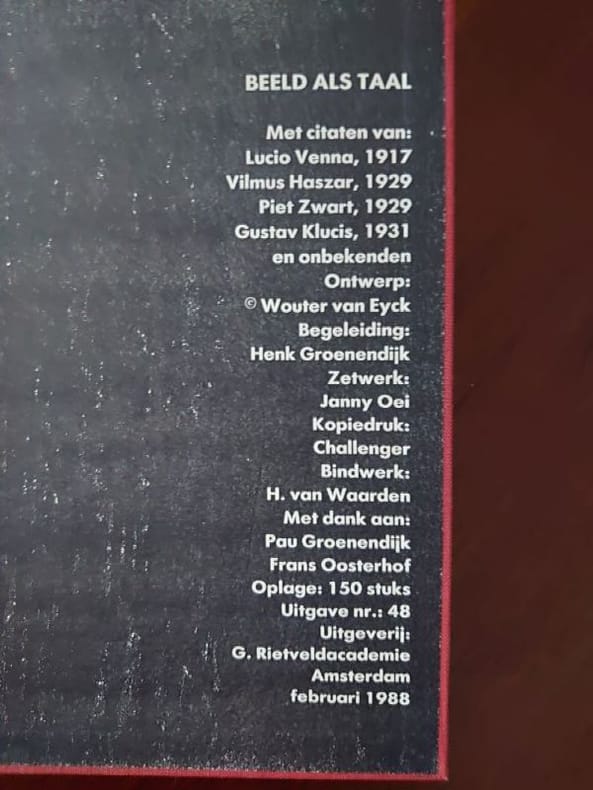 BEELD ALS TAAL
Met citaten van:
Lucio Venna, 1917
Vilmus Haszar, 1929
Piet Zwart, 1929
Gustav Klucis, 1931
en onbekenden
Ontwerp:
© Wouter van Eyck
Begeleiding:
Henk Groenendijk
Zetwerk:
Janny Oei
Kopiedruk:
Challenger
Bindwerk:
H. van Waarden
Met dank aan:
Pau Groenendijk
Frans Oosterhof
Oplage: 150 stuks
Uitgave nr.: 48
Uitgeverij:
G. Rietveldacademie
Amsterdam
februari 1988